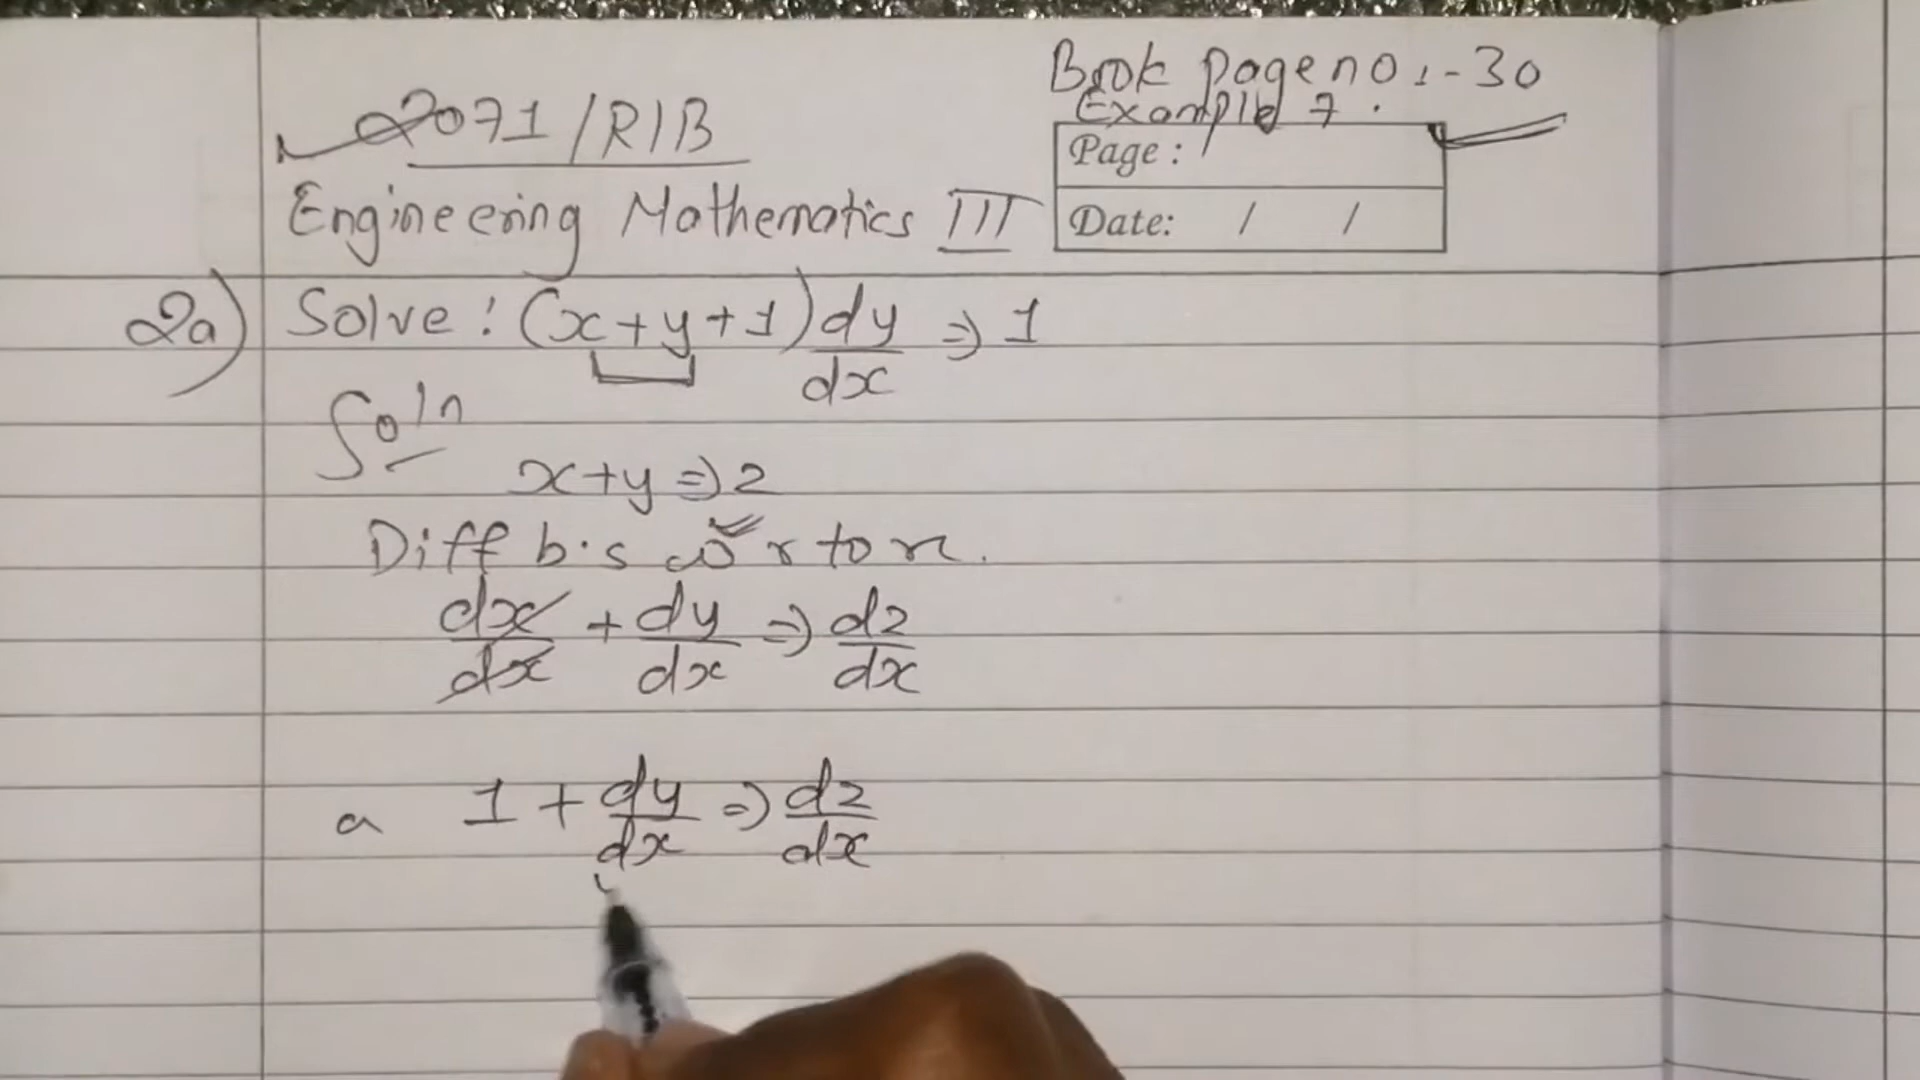 Book page no :- 30
Example 7.
2071 / R/B
Page :
Engineering Mathematics III
Date: / /
2a) Solve : (x+y+1) dy/dx => 1
Soln
x+y => z
Diff b.s w r to x.
dx/dx + dy/dx => dz/dx
a 1 + dy/dx => dz/dx